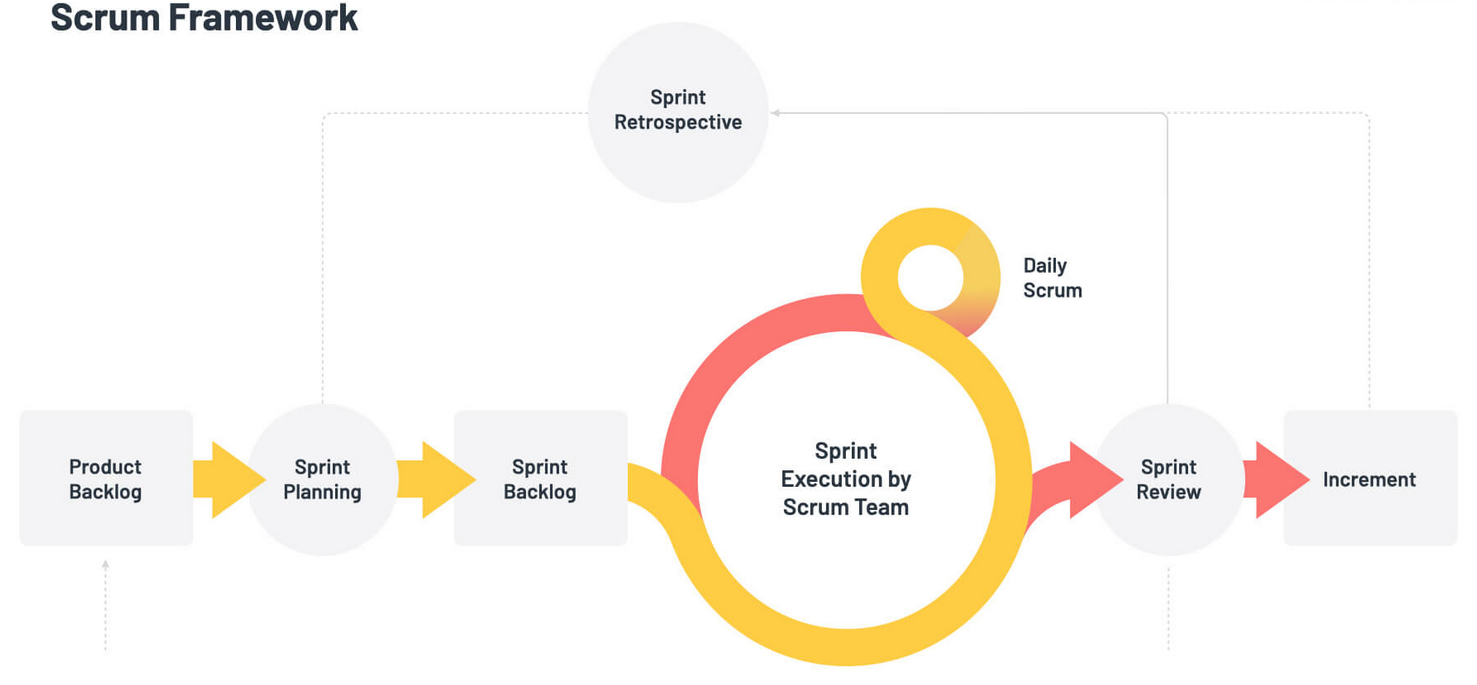 Scrum Framework
Sprint
Retrospective
Daily
Scrum
Product
Backlog
Sprint
Planning
Sprint
Backlog
Sprint
Execution by
Scrum Team
Sprint
Review
Increment